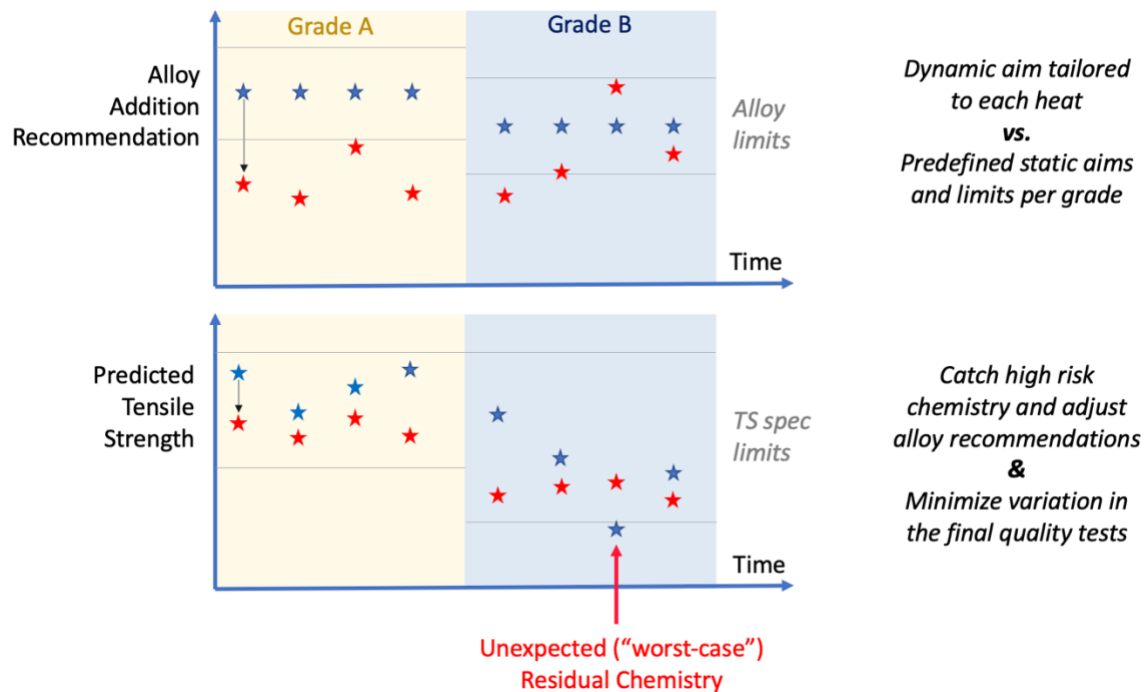 Grade A
Grade B
Alloy
Addition
Recommendation
Alloy
limits
Dynamic aim tailored
to each heat
vs.
Predefined static aims
and limits per grade
Time
Predicted
Tensile
Strength
TS spec
limits
Catch high risk
chemistry and adjust
alloy recommendations
&
Minimize variation in
the final quality tests
Time
Unexpected (“worst-case”)
Residual Chemistry